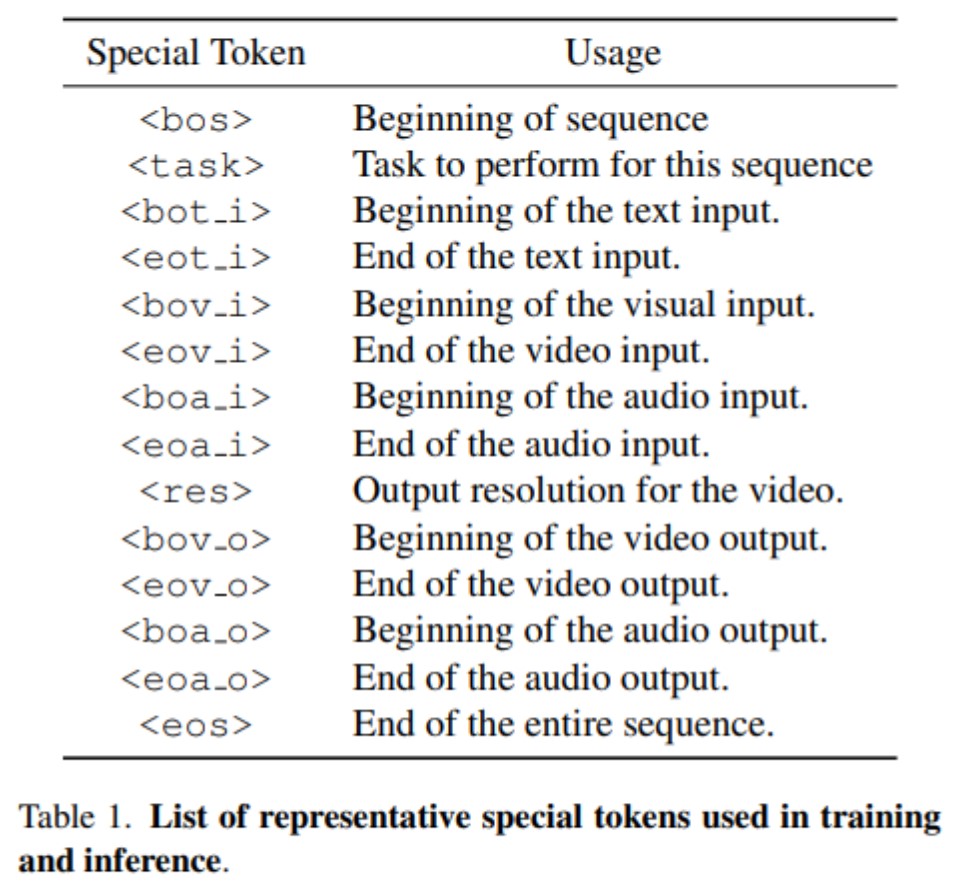 Special Token Usage
<bos> Beginning of sequence
<task> Task to perform for this sequence
<bot_i> Beginning of the text input.
<eot_i> End of the text input.
<bov_i> Beginning of the visual input.
<eov_i> End of the video input.
<boa_i> Beginning of the audio input.
<eoa_i> End of the audio input.
<res> Output resolution for the video.
<bov_o> Beginning of the video output.
<eov_o> End of the video output.
<boa_o> Beginning of the audio output.
<eoa_o> End of the audio output.
<eos> End of the entire sequence.
Table 1. List of representative special tokens used in training
and inference.